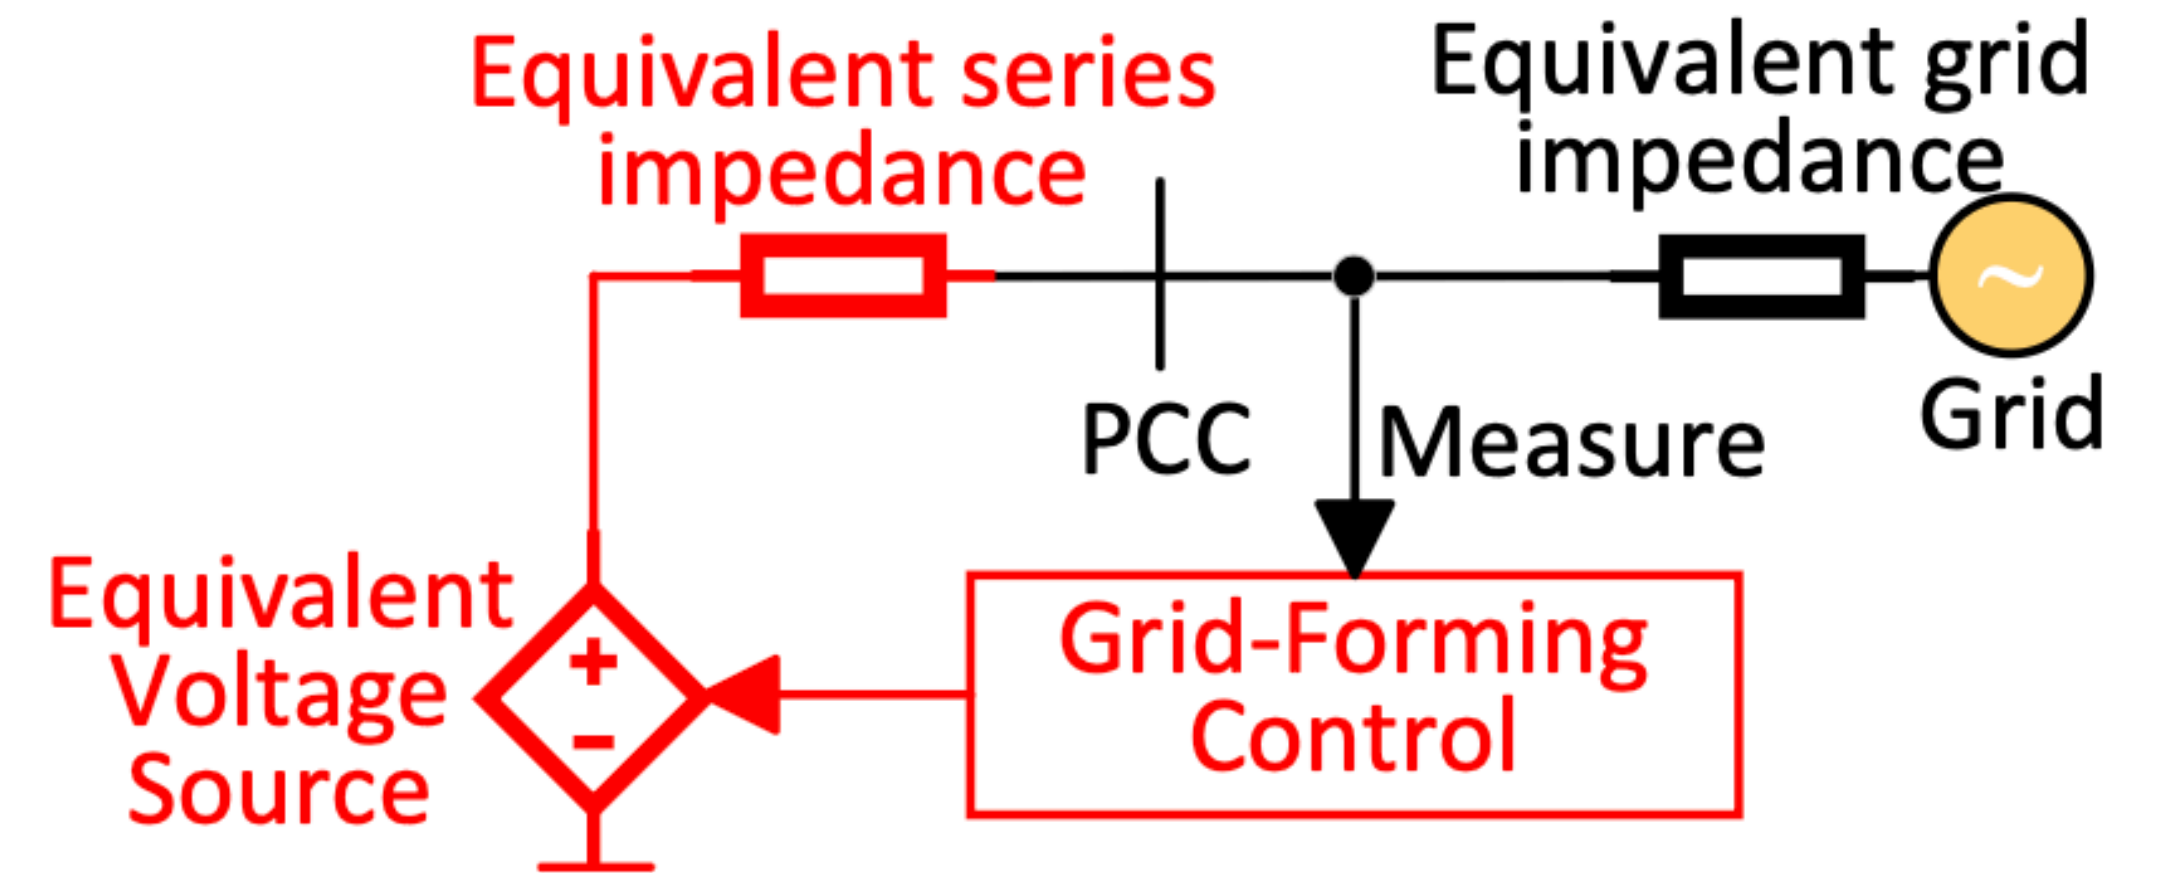 Equivalent series
impedance
Equivalent grid
impedance
~
Grid
PCC
Measure
Equivalent
Voltage
Source
+
−
Grid-Forming
Control